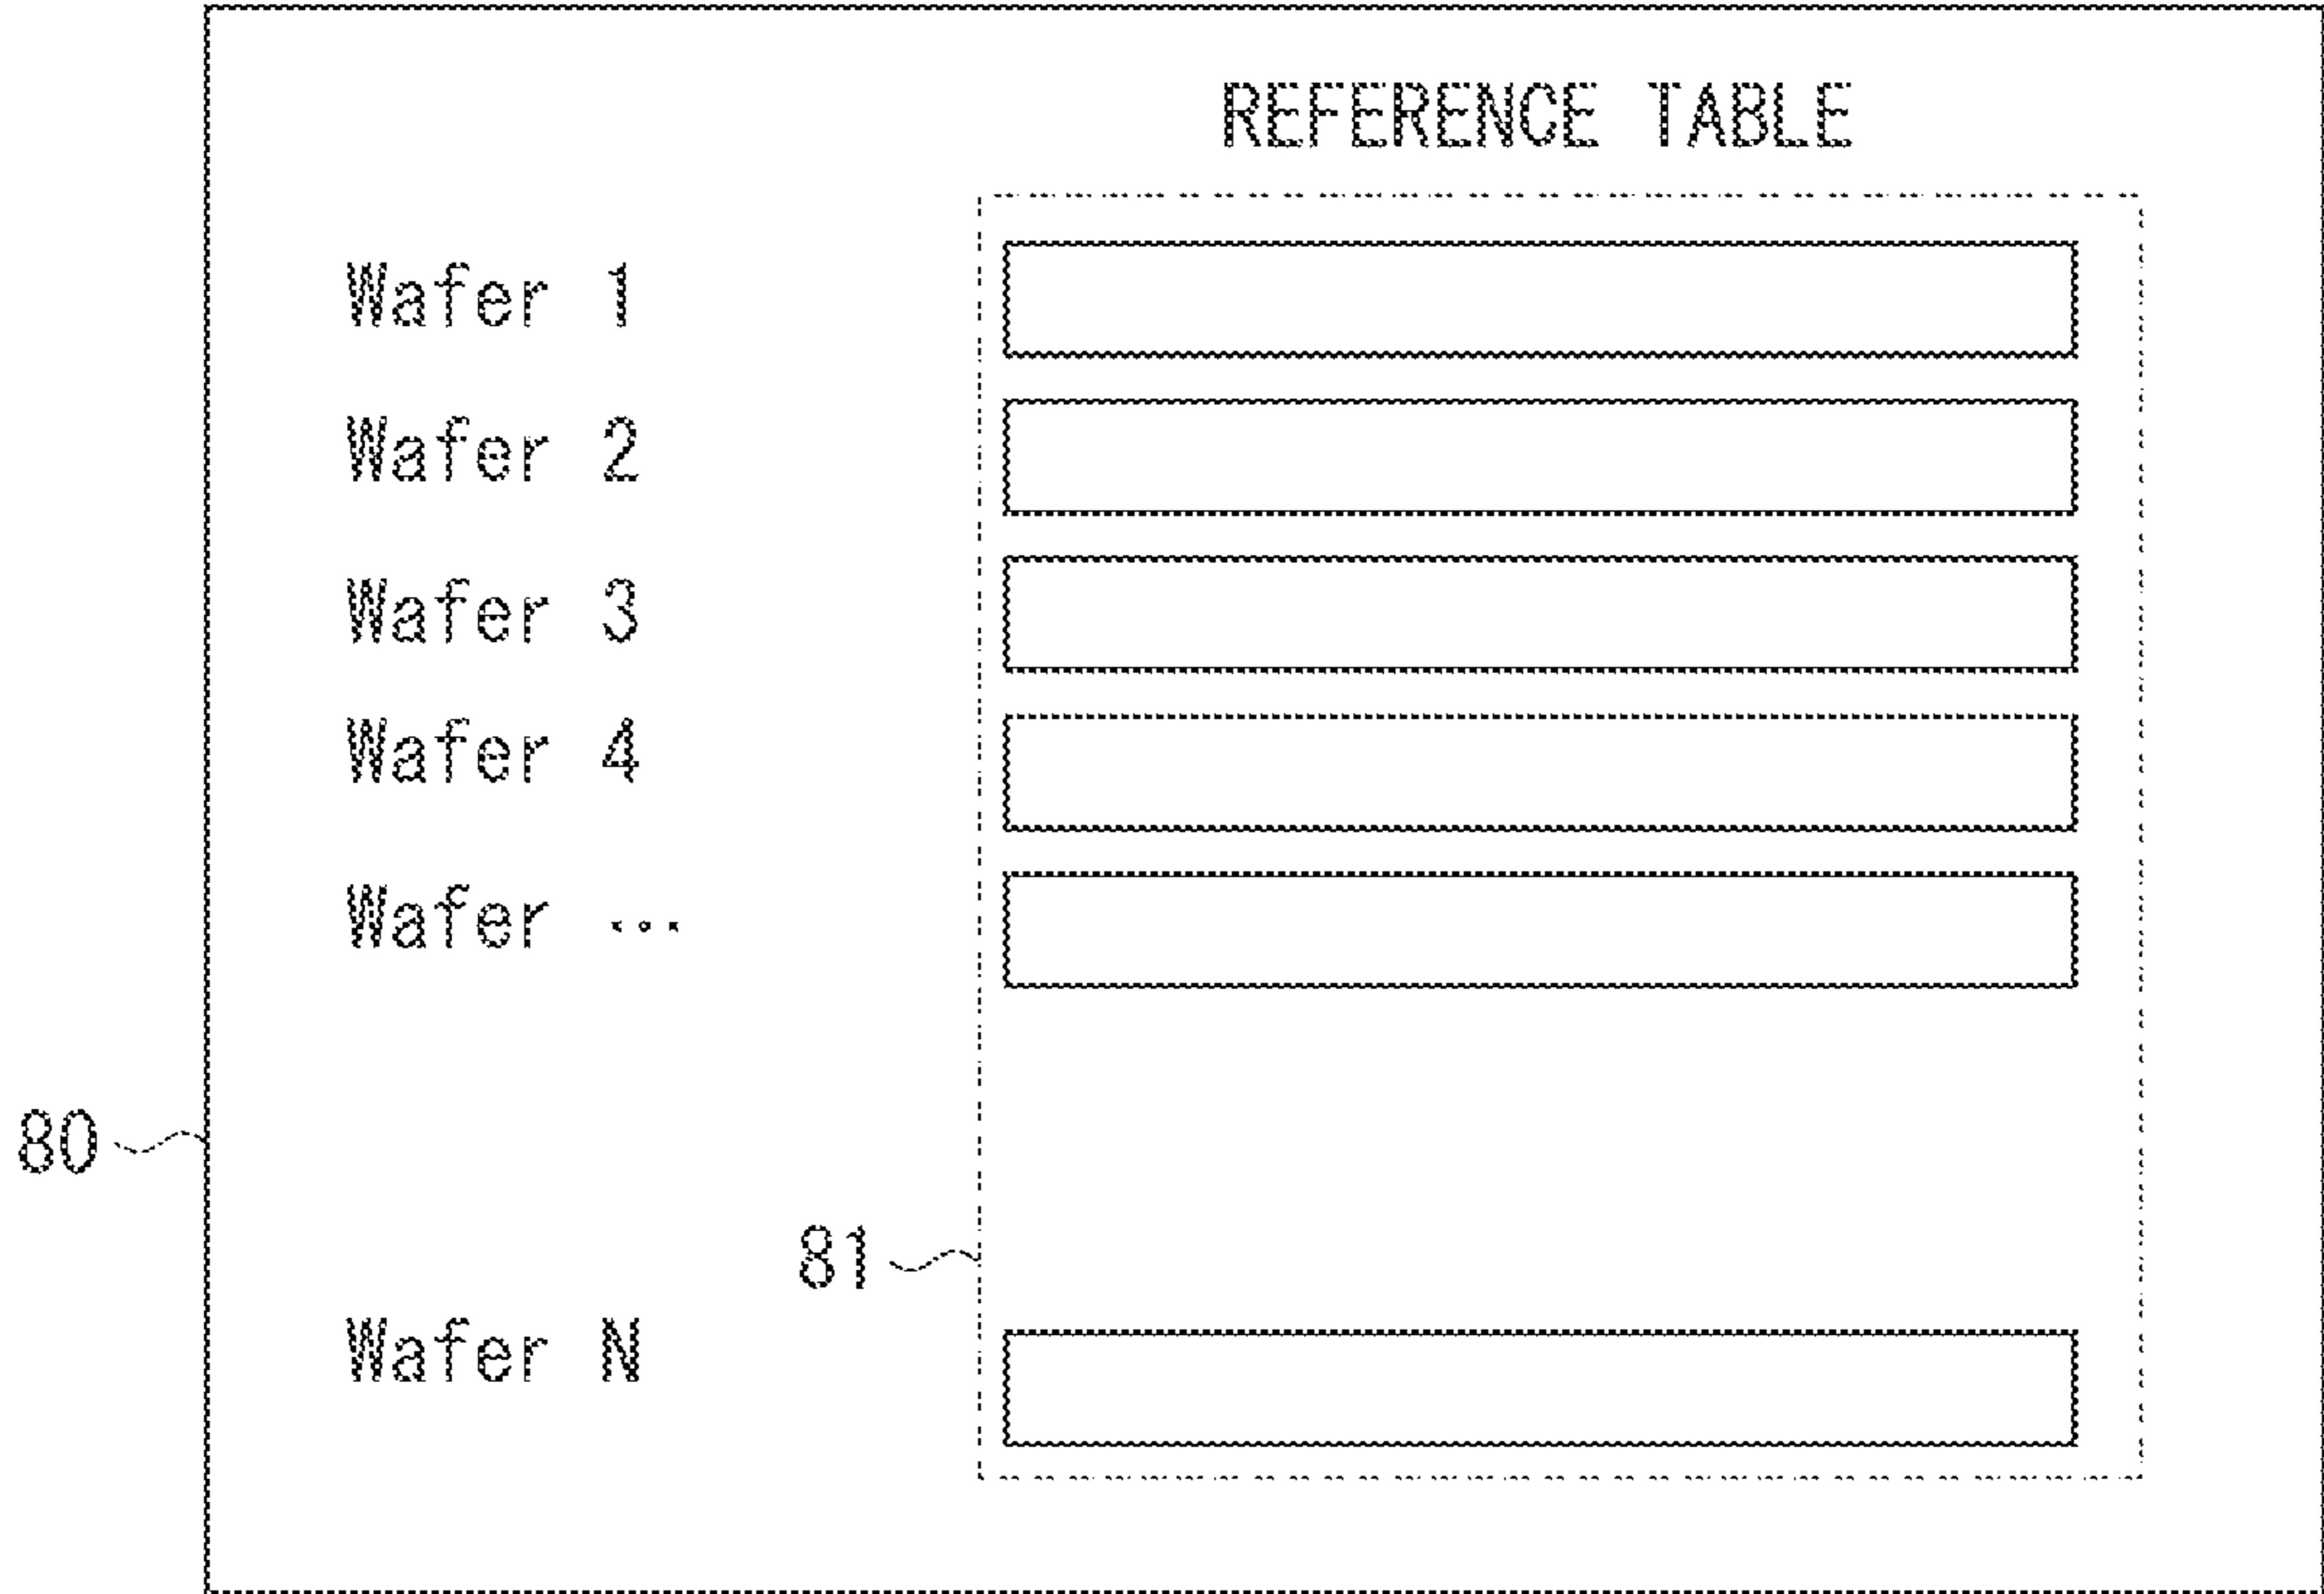 REFERENCE TABLE
Wafer 1
Wafer 2
Wafer 3
Wafer 4
Wafer ...
80
81
Wafer N